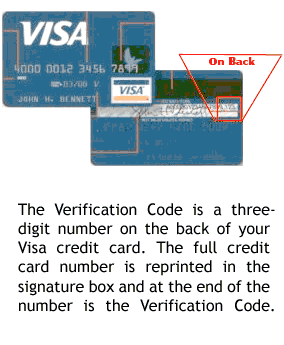 VISA
On Back
4000 0012 3456 7899
03/00 V
VISA
JOHN H. BENNETT
The Verification Code is a three-
digit number on the back of your
Visa credit card. The full credit
card number is reprinted in the
signature box and at the end of the
number is the Verification Code.